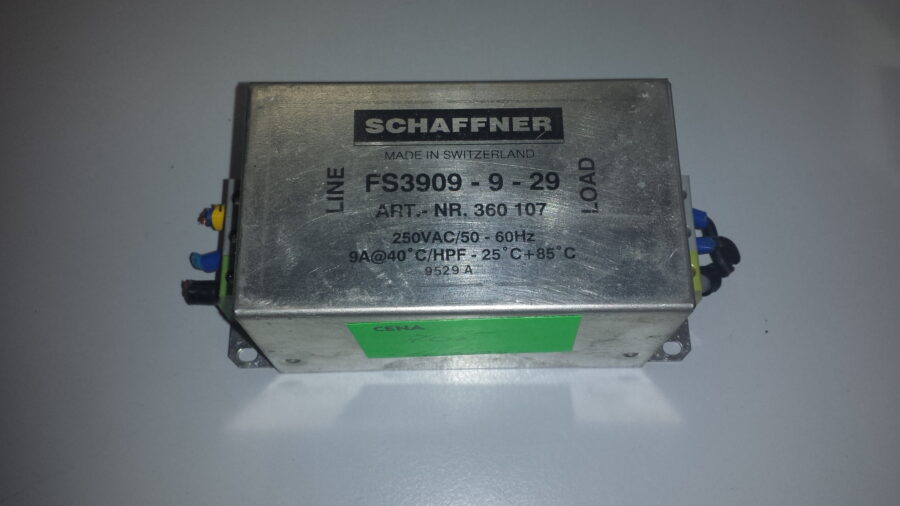 SCHAFFNER
MADE IN SWITZERLAND
LINE
FS3909 - 9 - 29
LOAD
ART.- NR. 360 107
250VAC/50 - 60Hz
9A@40°C/HPF - 25°C+85°C
9529 A
CENA